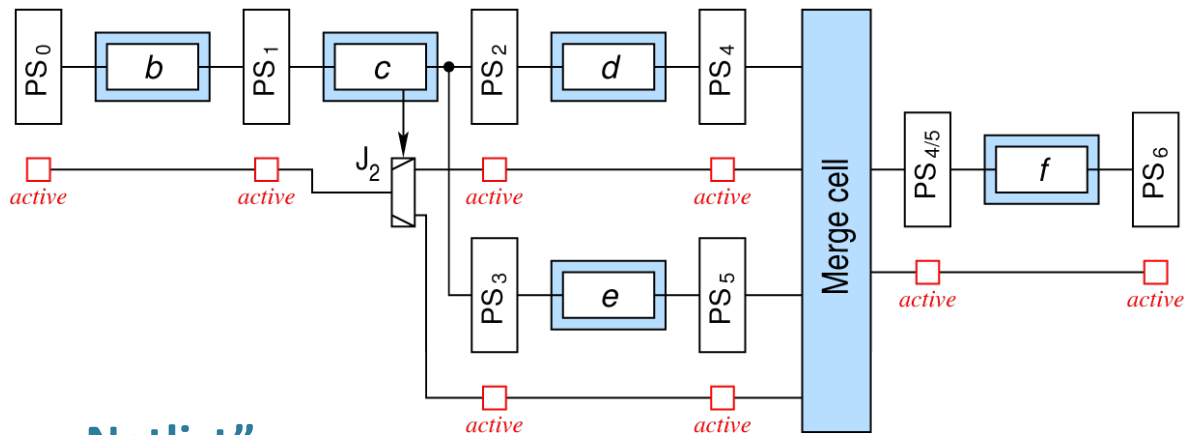 PS0 b PS1 c PS2 d PS4
J2
active active active active
PS4/5 f PS6
Merge cell
PS3 e PS5
active active
active active
Netlist”